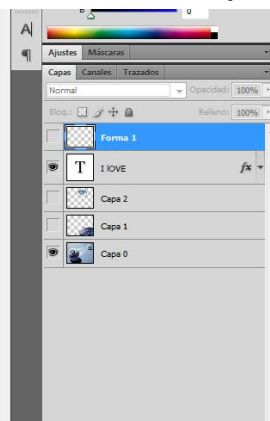 B
0
A
Ajustes Máscaras
Capas Canales Trazados
Normal Opacidad: 100%
Bloq.: Relleno: 100%
Forma 1
T I lOVE fx
Capa 2
Capa 1
Capa 0